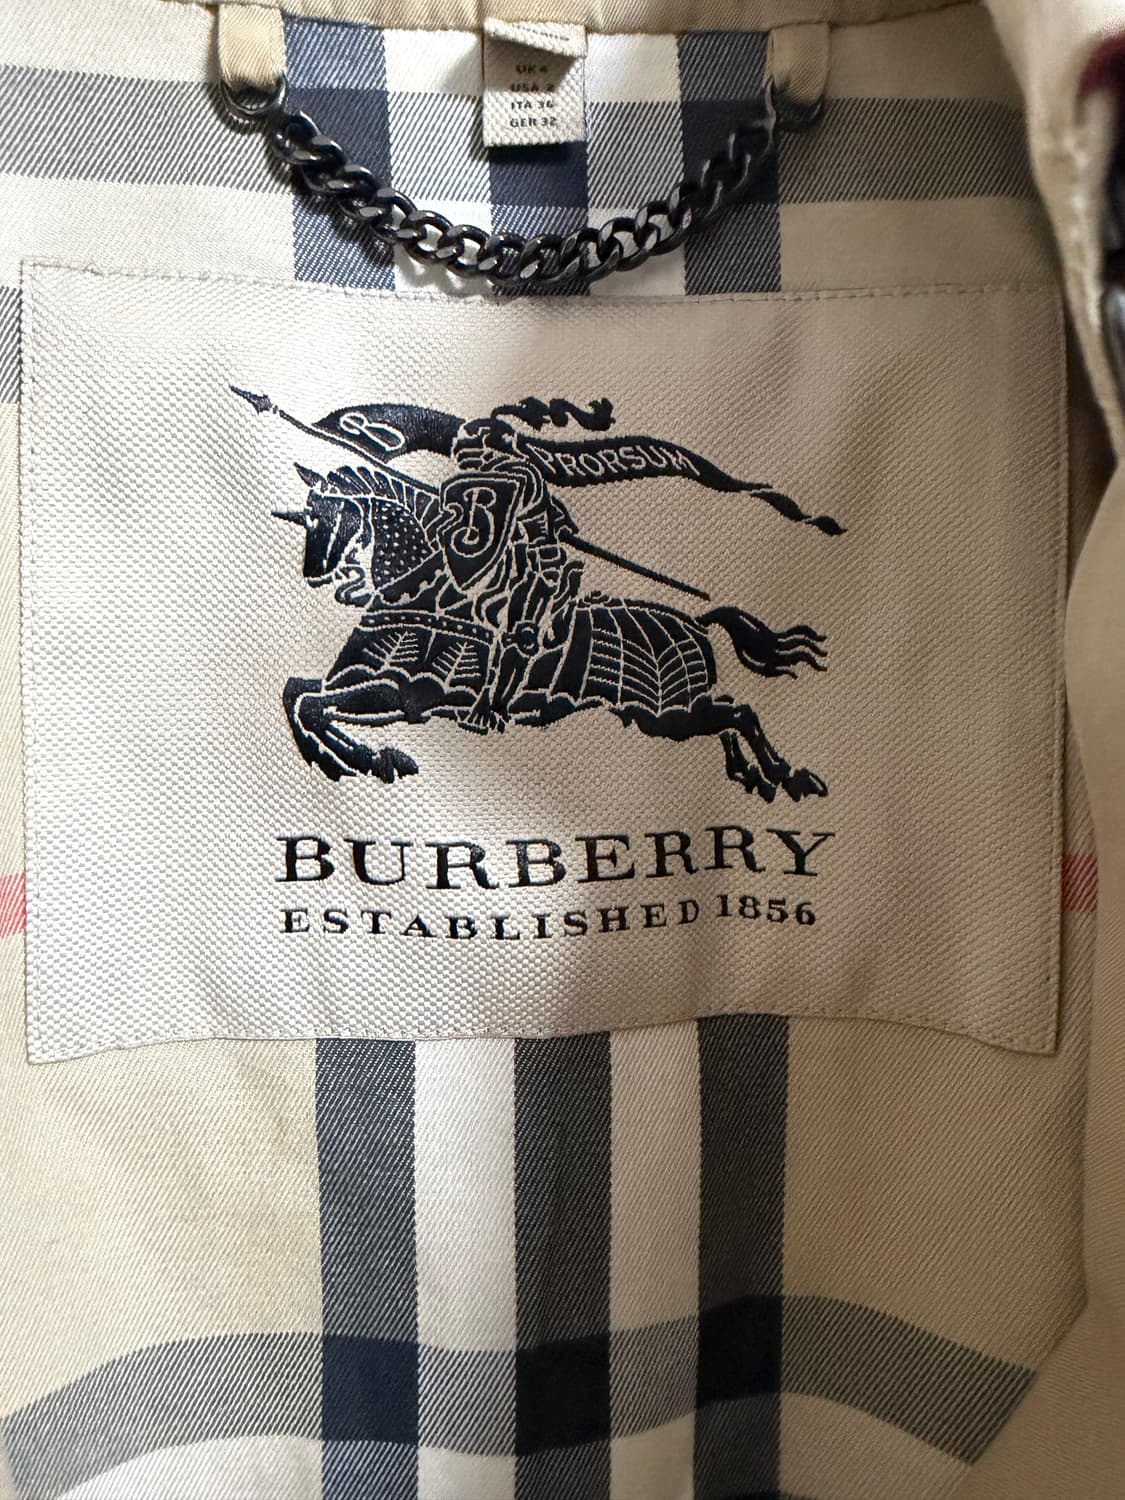 UK 4
USA 2
ITA 36
GER 32
B
PRORSUM
B
BURBERRY
ESTABLISHED 1856